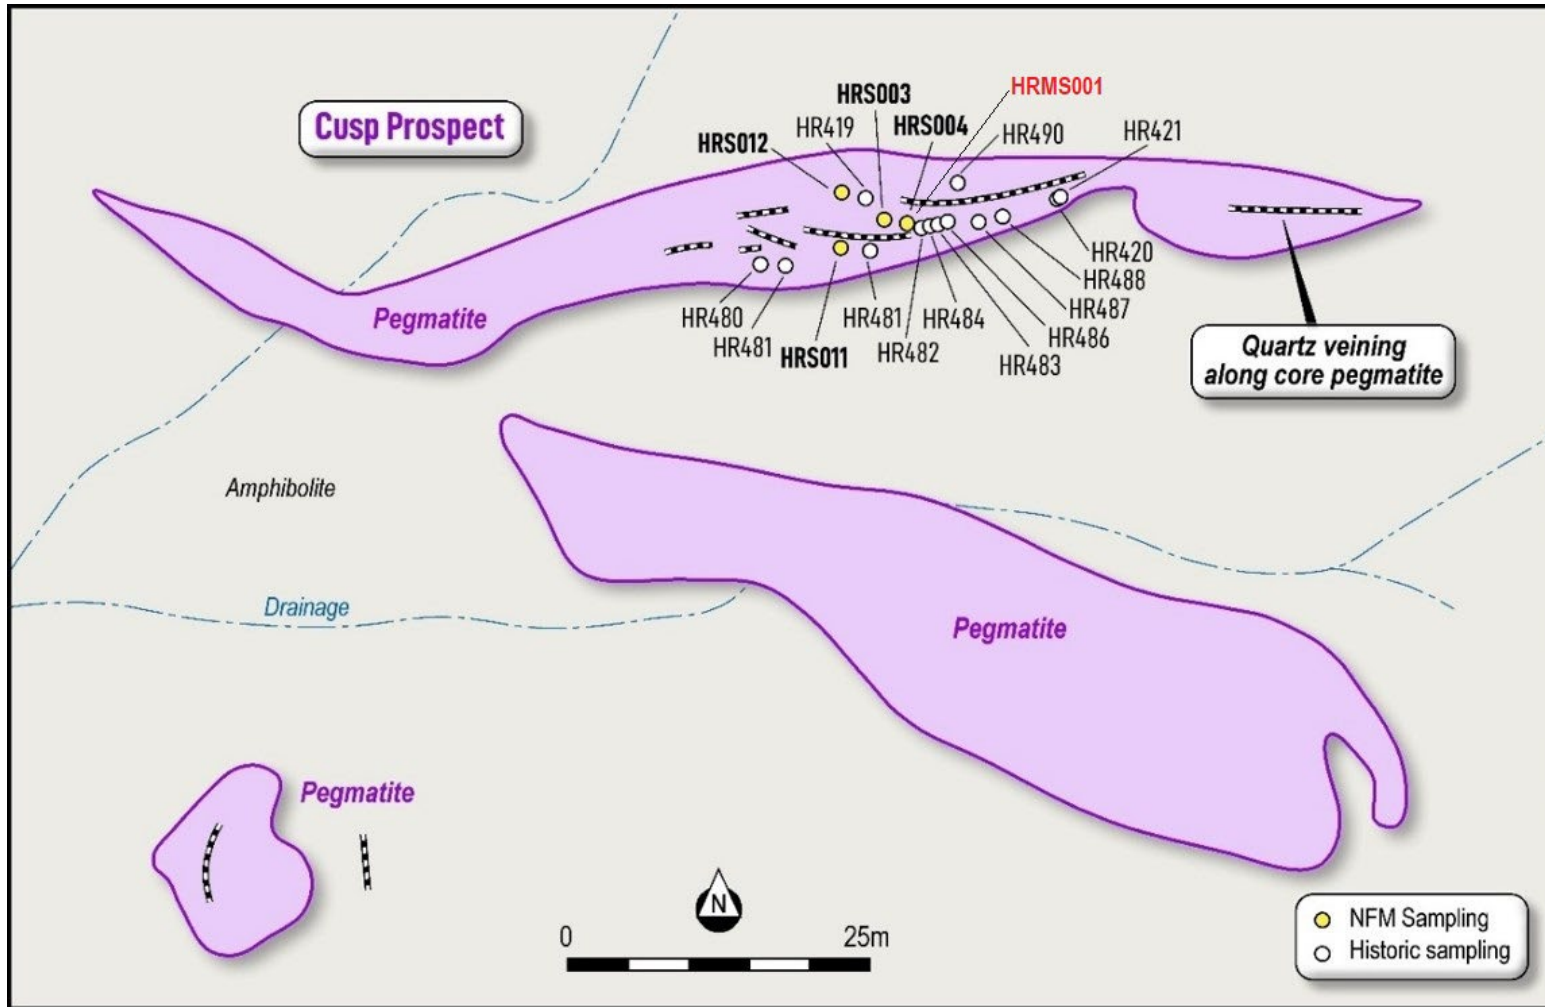 HRMS001
HRS003
Cusp Prospect
HR419
HRS004
HR490
HR421
HRS012
HR420
HR488
Pegmatite
HR480
HR481
HR484
HR487
HR481
HRS011
HR482
HR486
HR483
Quartz veining
along core pegmatite
Amphibolite
Drainage
Pegmatite
Pegmatite
N
0 25m
NFM Sampling
Historic sampling